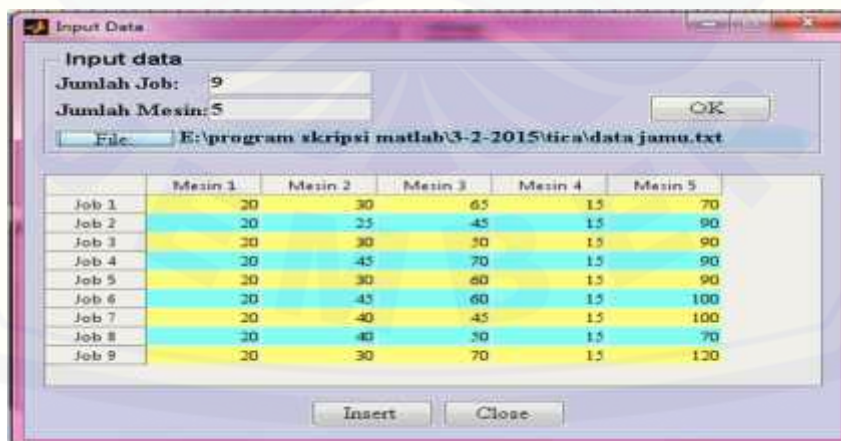 Input Data
Input data
Jumlah Job: 9
Jumlah Mesin: 5
OK
File. E:\program skripsi matlab\3-2-2015\tica\data jamu.txt
Mesin 1 Mesin 2 Mesin 3 Mesin 4 Mesin 5
Job 1 20 30 65 15 70
Job 2 20 25 45 15 90
Job 3 20 30 50 15 90
Job 4 20 45 70 15 90
Job 5 20 30 60 15 90
Job 6 20 45 60 15 100
Job 7 20 40 45 15 100
Job 8 20 40 50 15 70
Job 9 20 30 70 15 120
Insert Close